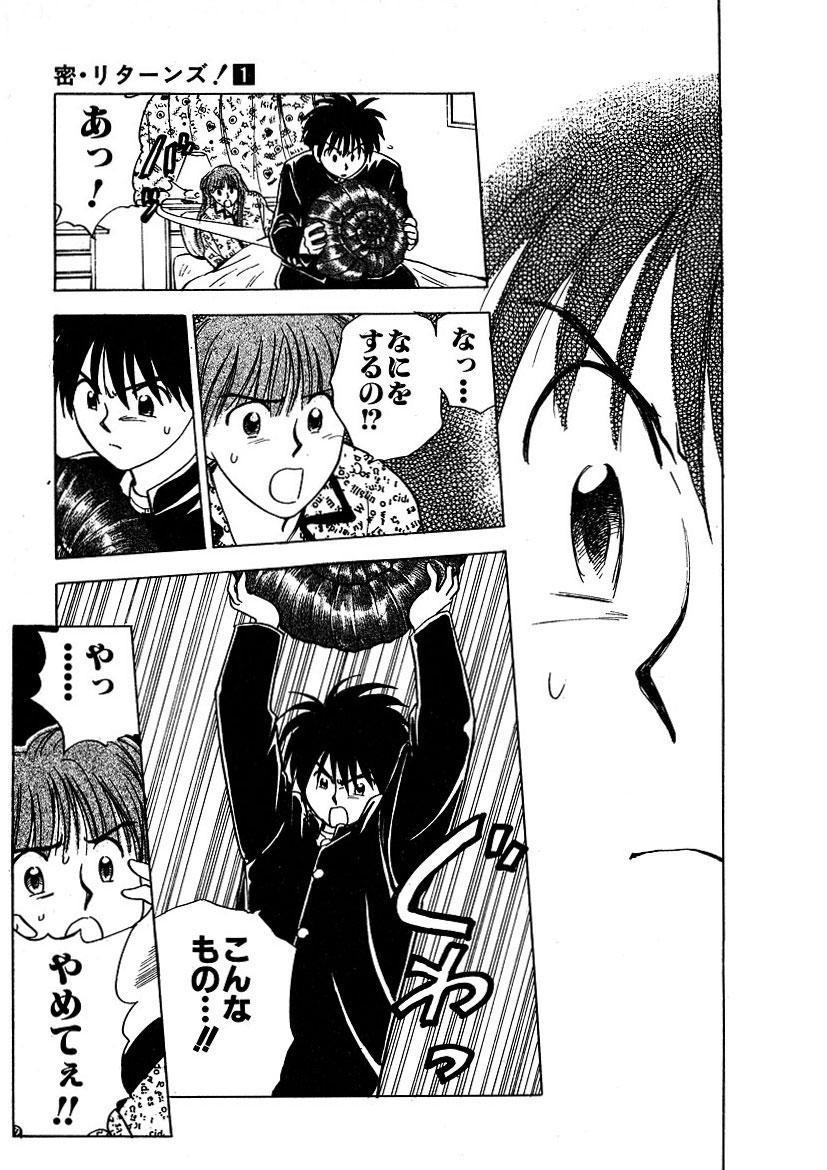 密・リターンズ！1
あっ！
バッ
なっ…
なにを
するの!?
ぐわっ
こんな
もの…!!
やっ
……
やめてぇ!!